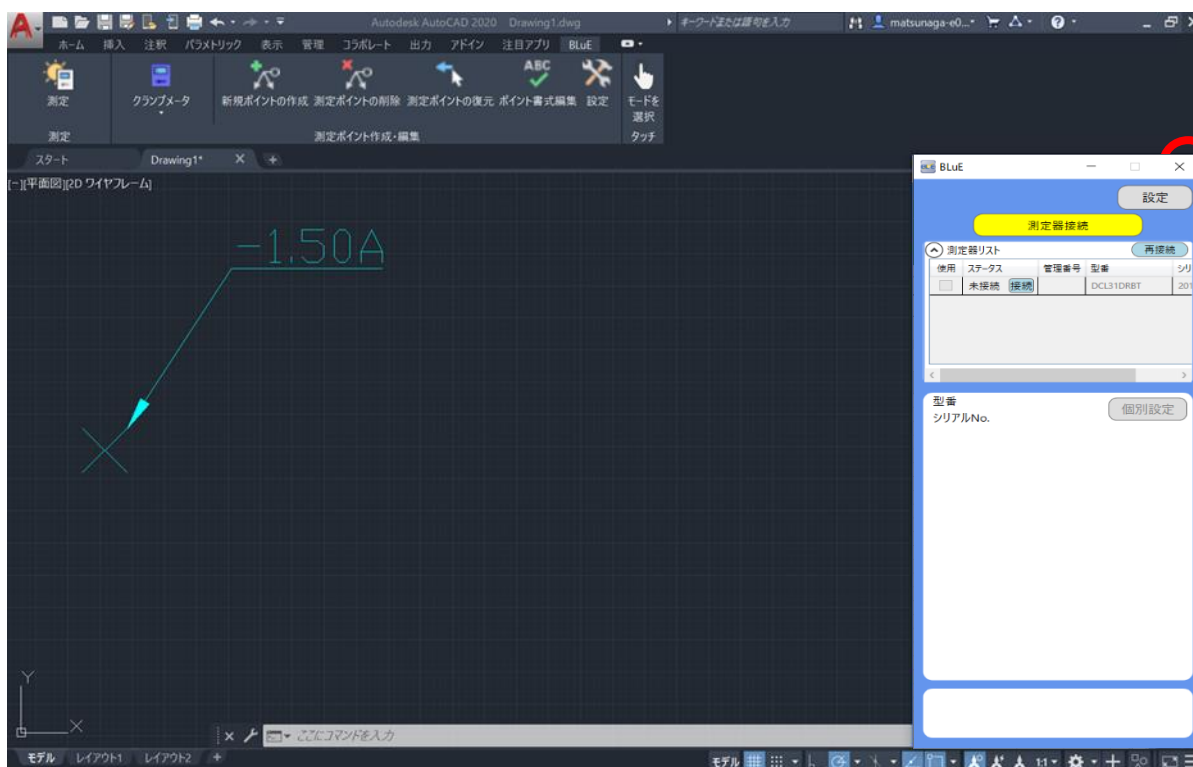 Autodesk AutoCAD 2020 Drawing1.dwg
キーワードまたは語句を入力
matsunaga-e0...
ホーム 挿入 注釈 パラメトリック 表示 管理 コラボレート 出力 アドイン 注目アプリ BLuE
測定
クランプメータ
新規ポイントの作成 測定ポイントの削除 測定ポイントの復元 ポイント書式編集 設定
ABC
モードを
選択
測定
測定ポイント作成・編集
タッチ
スタート
Drawing1*
[-][平面図][2D ワイヤフレーム]
-1.50A
BLuE
設定
測定器接続
測定器リスト
再接続
使用 ステータス 管理番号 型番 シリ
未接続 接続 DCL31DRBT 201
型番
シリアルNo.
個別設定
Y
X
ここにコマンドを入力
モデル レイアウト1 レイアウト2 +
モデル 1:1